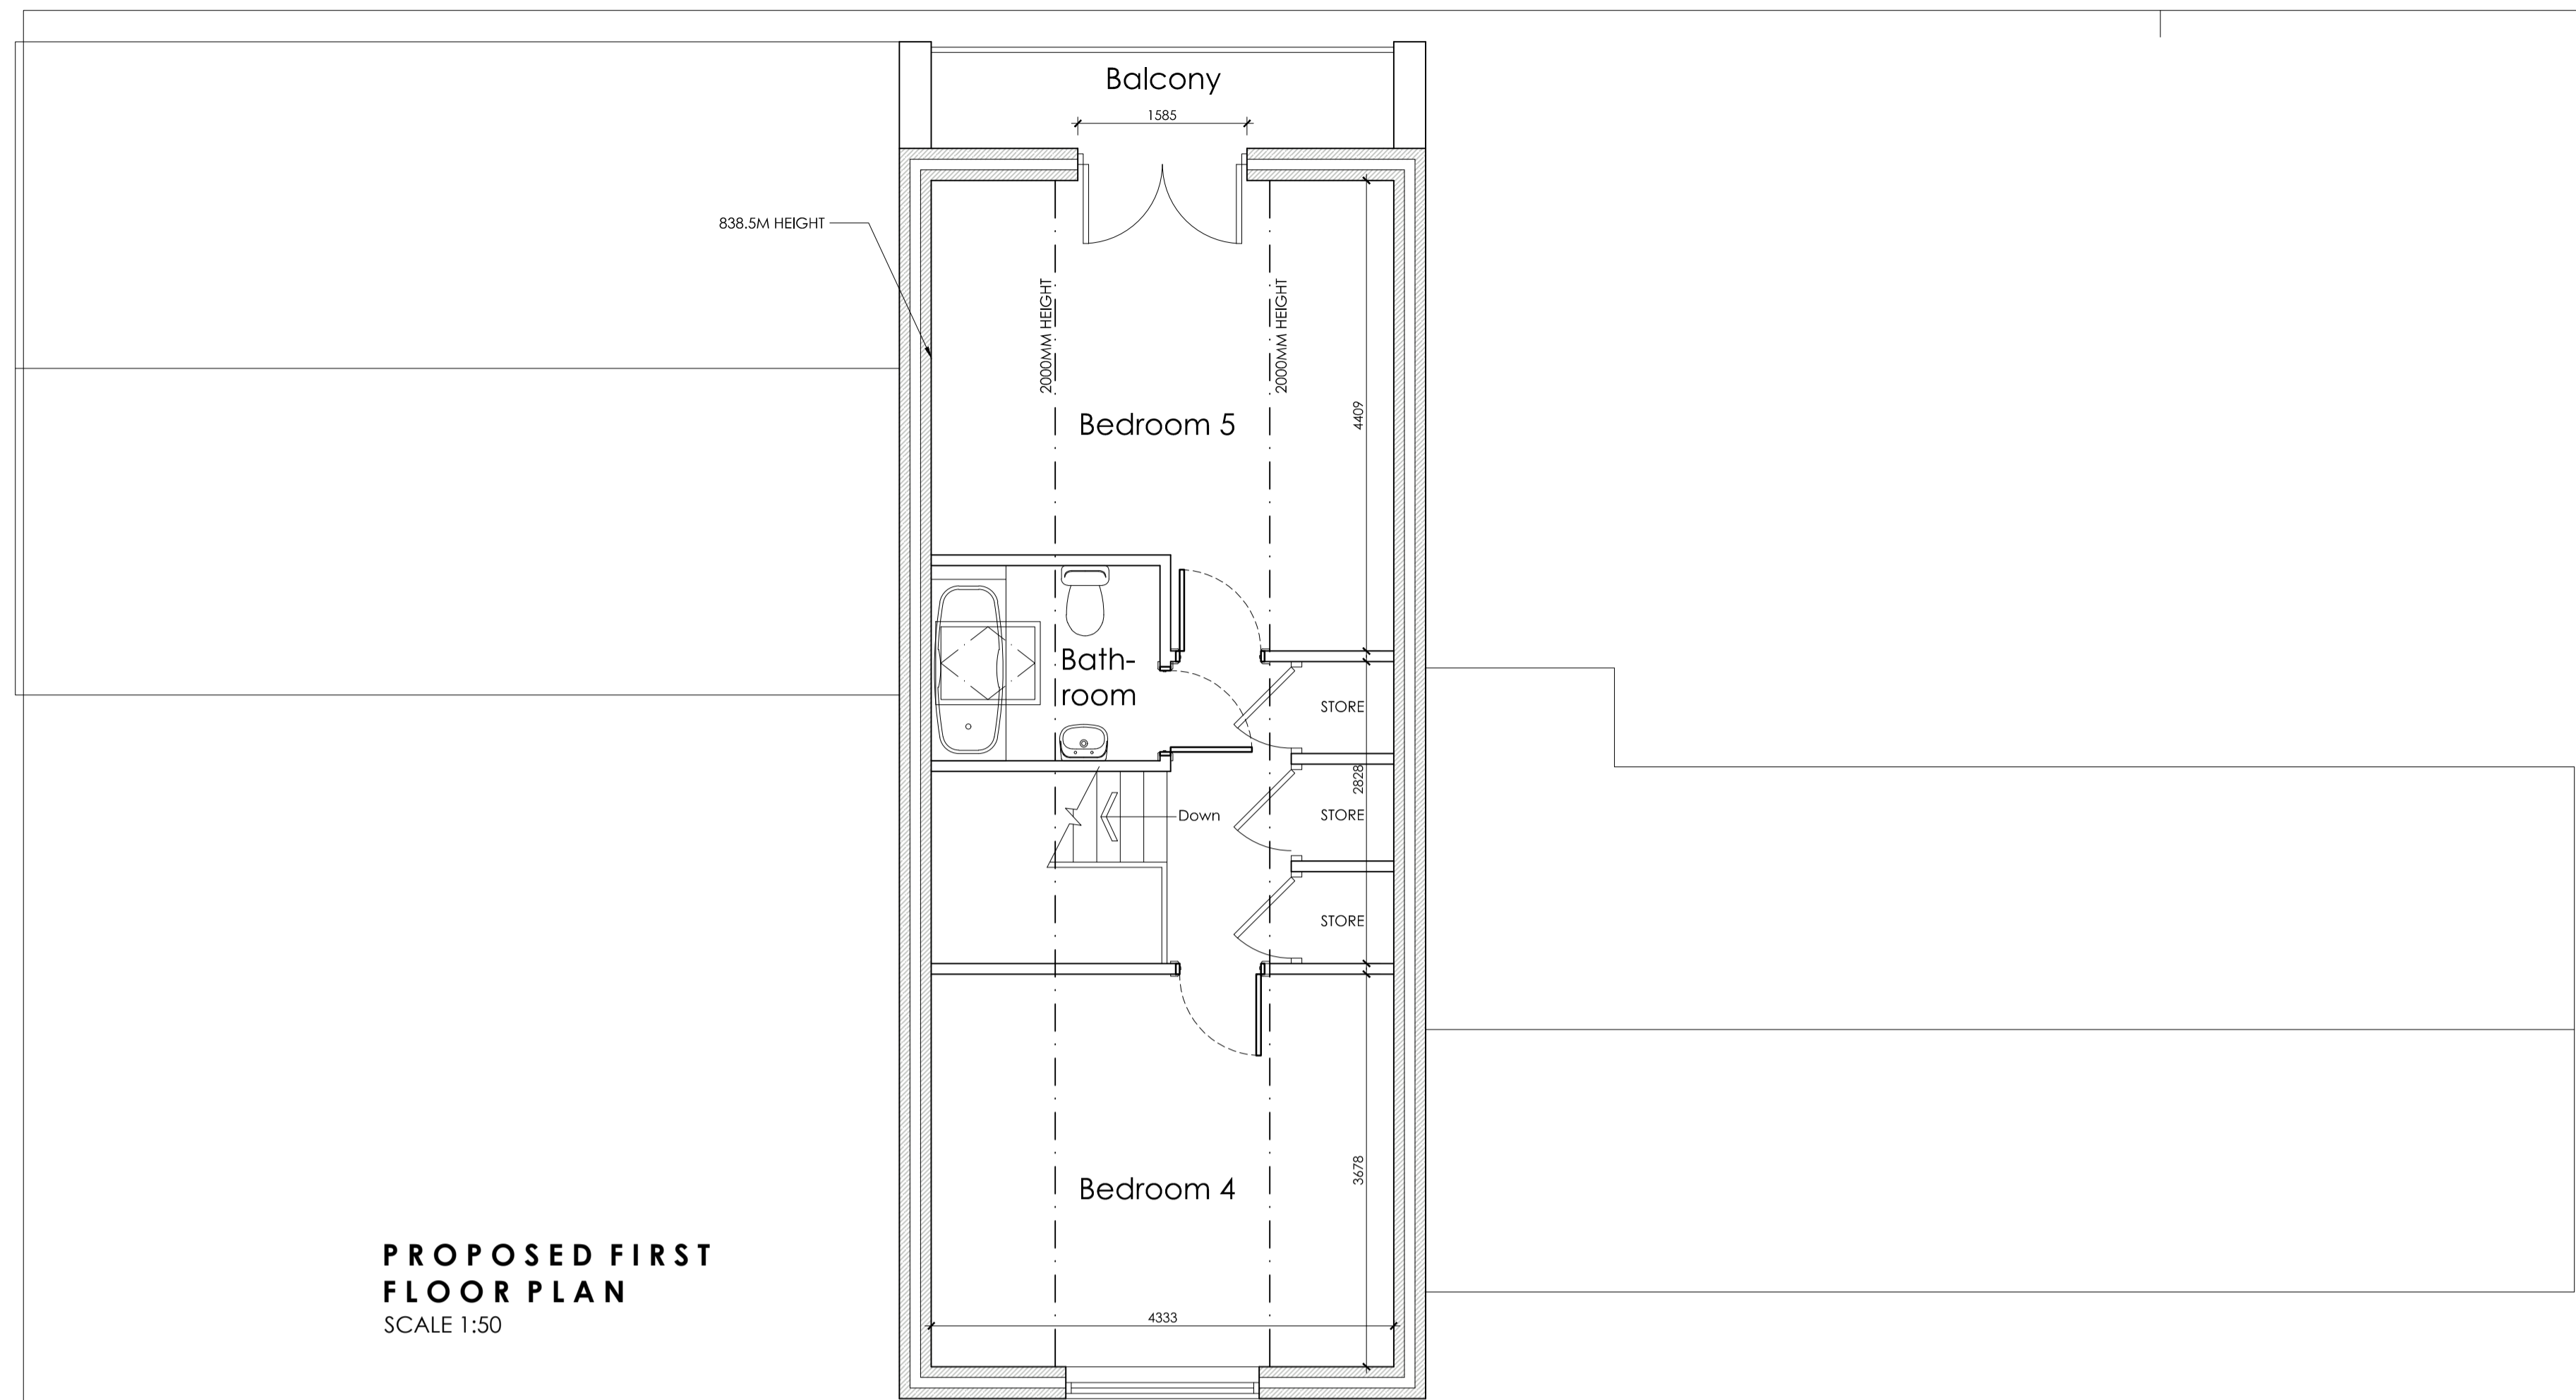 Balcony
1585
838.5M HEIGHT
2000MM HEIGHT
2000MM HEIGHT
4409
Bedroom 5
Bath-
room
STORE
2828
STORE
Down
STORE
3678
Bedroom 4
4333
PROPOSED FIRST
FLOOR PLAN
SCALE 1:50